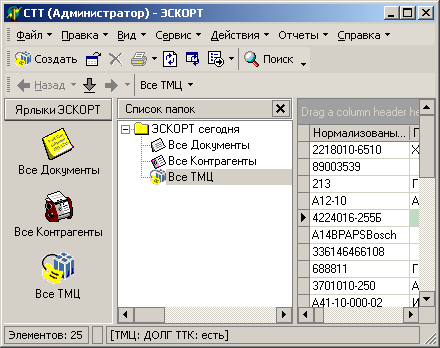 СТТ (Администратор) - ЭСКОРТ
Файл Правка Вид Сервис Действия Отчеты Справка
Создать Поиск
Назад Все ТМЦ
Ярлыки ЭСКОРТ
Все Документы
Все Контрагенты
Все ТМЦ
Список папок
ЭСКОРТ сегодня
Все Документы
Все Контрагенты
Все ТМЦ
Drag a column header he
Нормализованы...
2218010-6510
89003539
213
А12-10
4224016-255Б
A14BPAPSBosch
336146466108
688811
3701010-250
А41-10-000-02
Элементов: 25 [ТМЦ: ДОЛГ ТТК: есть]